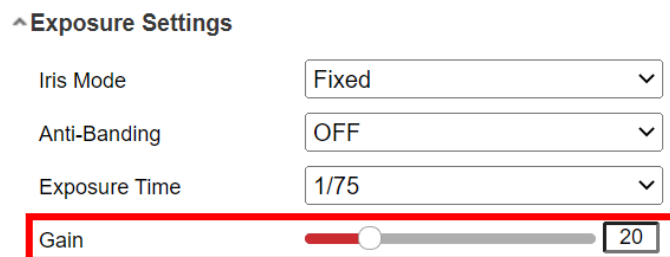 Exposure Settings
Iris Mode Fixed
Anti-Banding OFF
Exposure Time 1/75
Gain 20